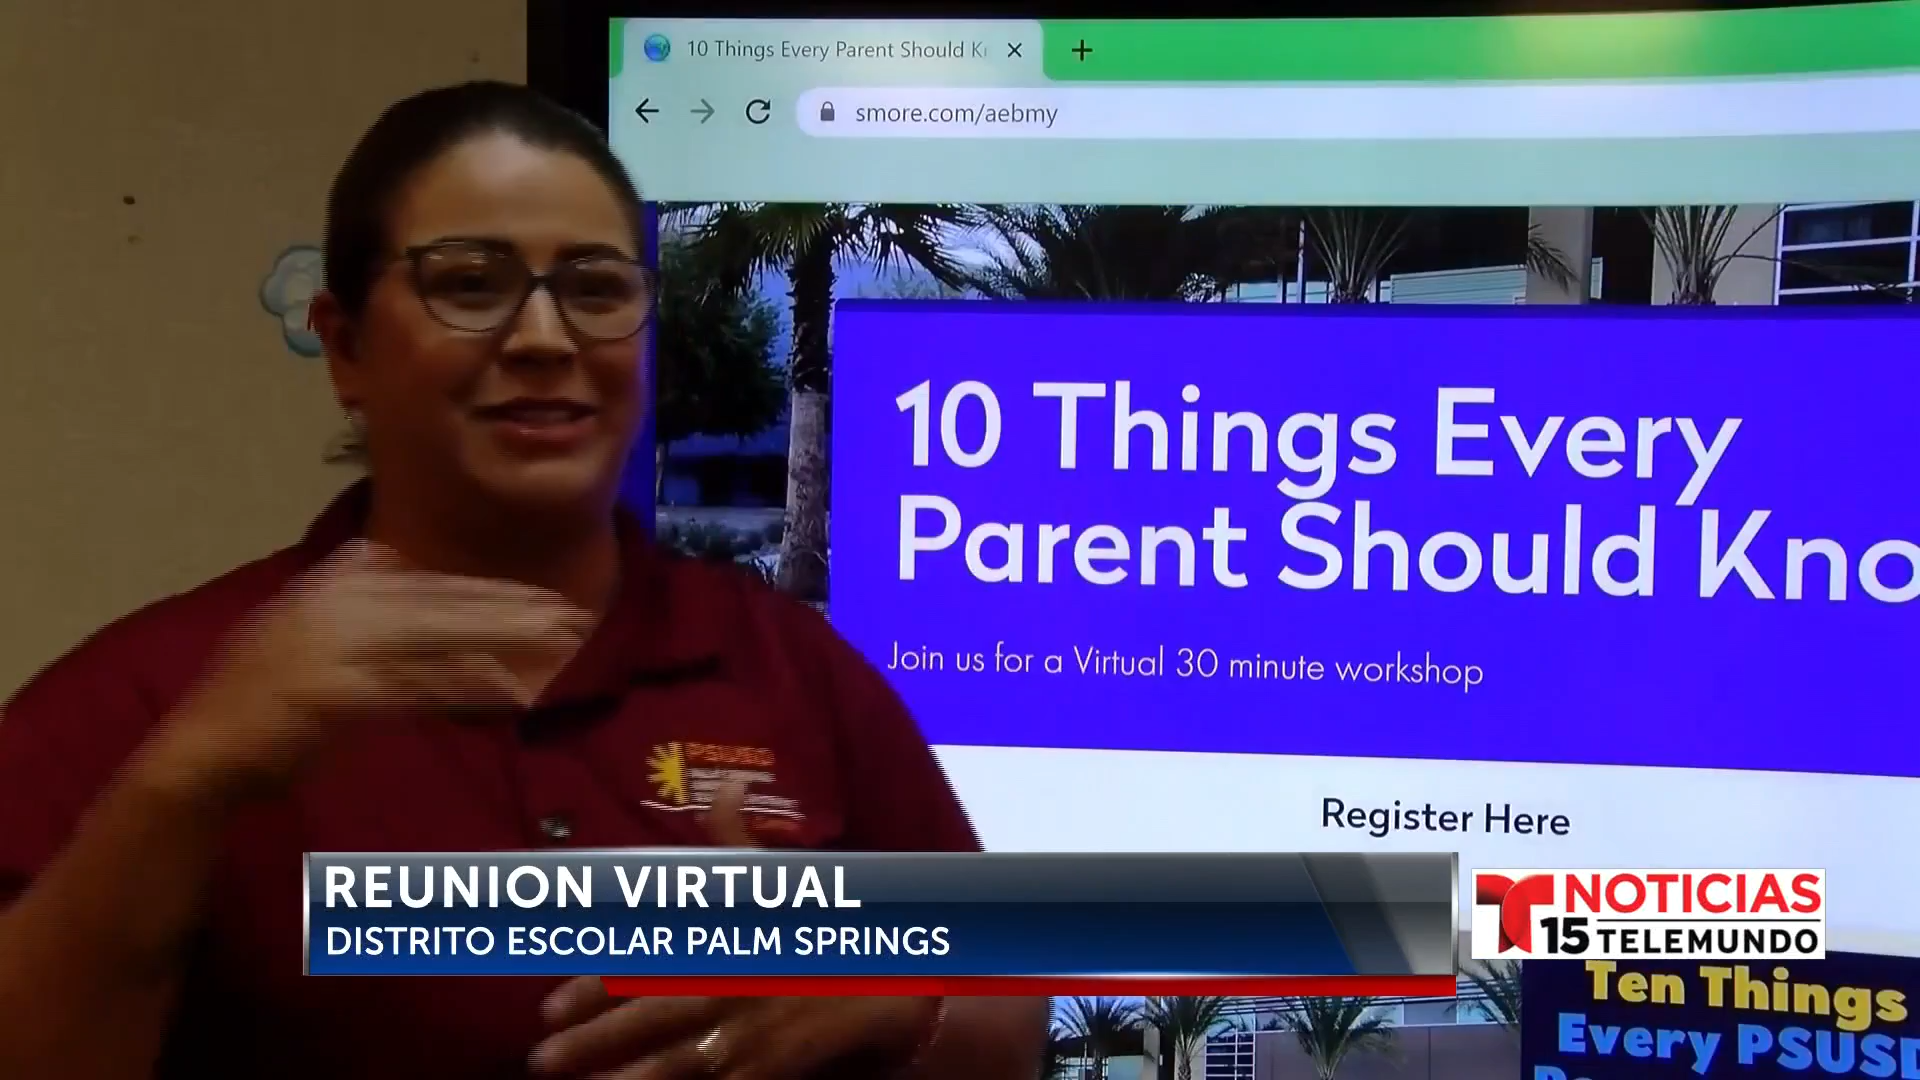 10 Things Every Parent Should K
smore.com/aebmy
10 Things Every
Parent Should Kno
Join us for a Virtual 30 minute workshop
Register Here
PSUSD
REUNION VIRTUAL
DISTRITO ESCOLAR PALM SPRINGS
NOTICIAS
15 TELEMUNDO
Ten Things
Every PSUSD